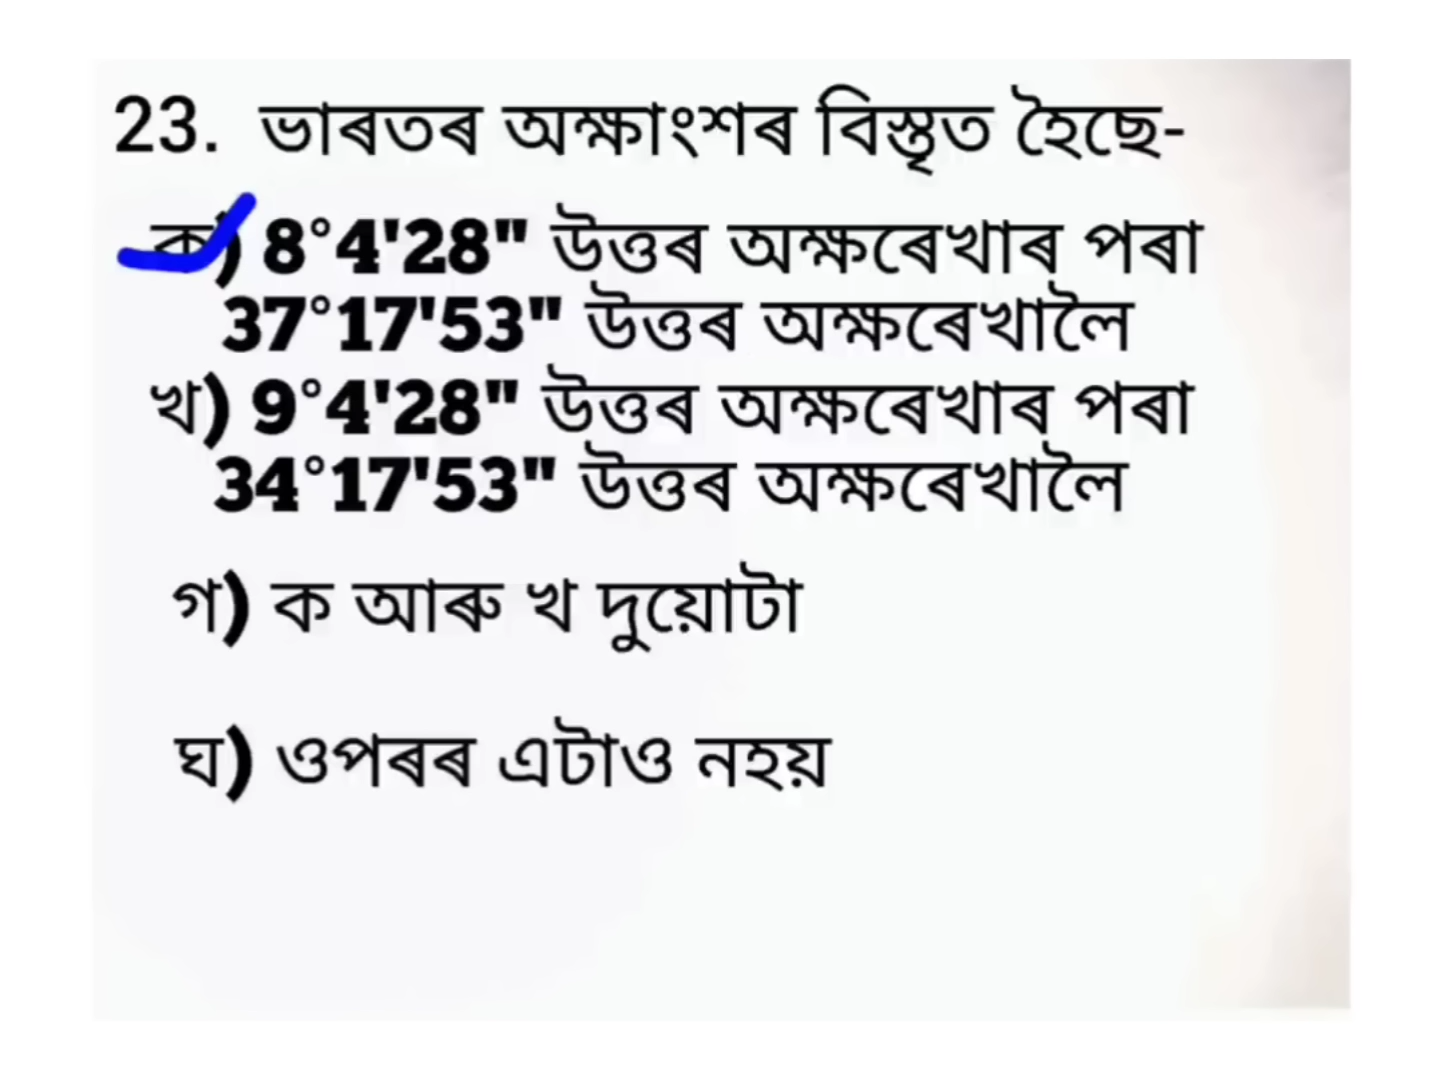 23. ভাৰতৰ অক্ষাংশৰ বিস্তৃত হৈছে-
ক) 8°4'28" উত্তৰ অক্ষৰেখাৰ পৰা
37°17'53" উত্তৰ অক্ষৰেখালৈ
খ) 9°4'28" উত্তৰ অক্ষৰেখাৰ পৰা
34°17'53" উত্তৰ অক্ষৰেখালৈ
গ) ক আৰু খ দুয়োটা
ঘ) ওপৰৰ এটাও নহয়